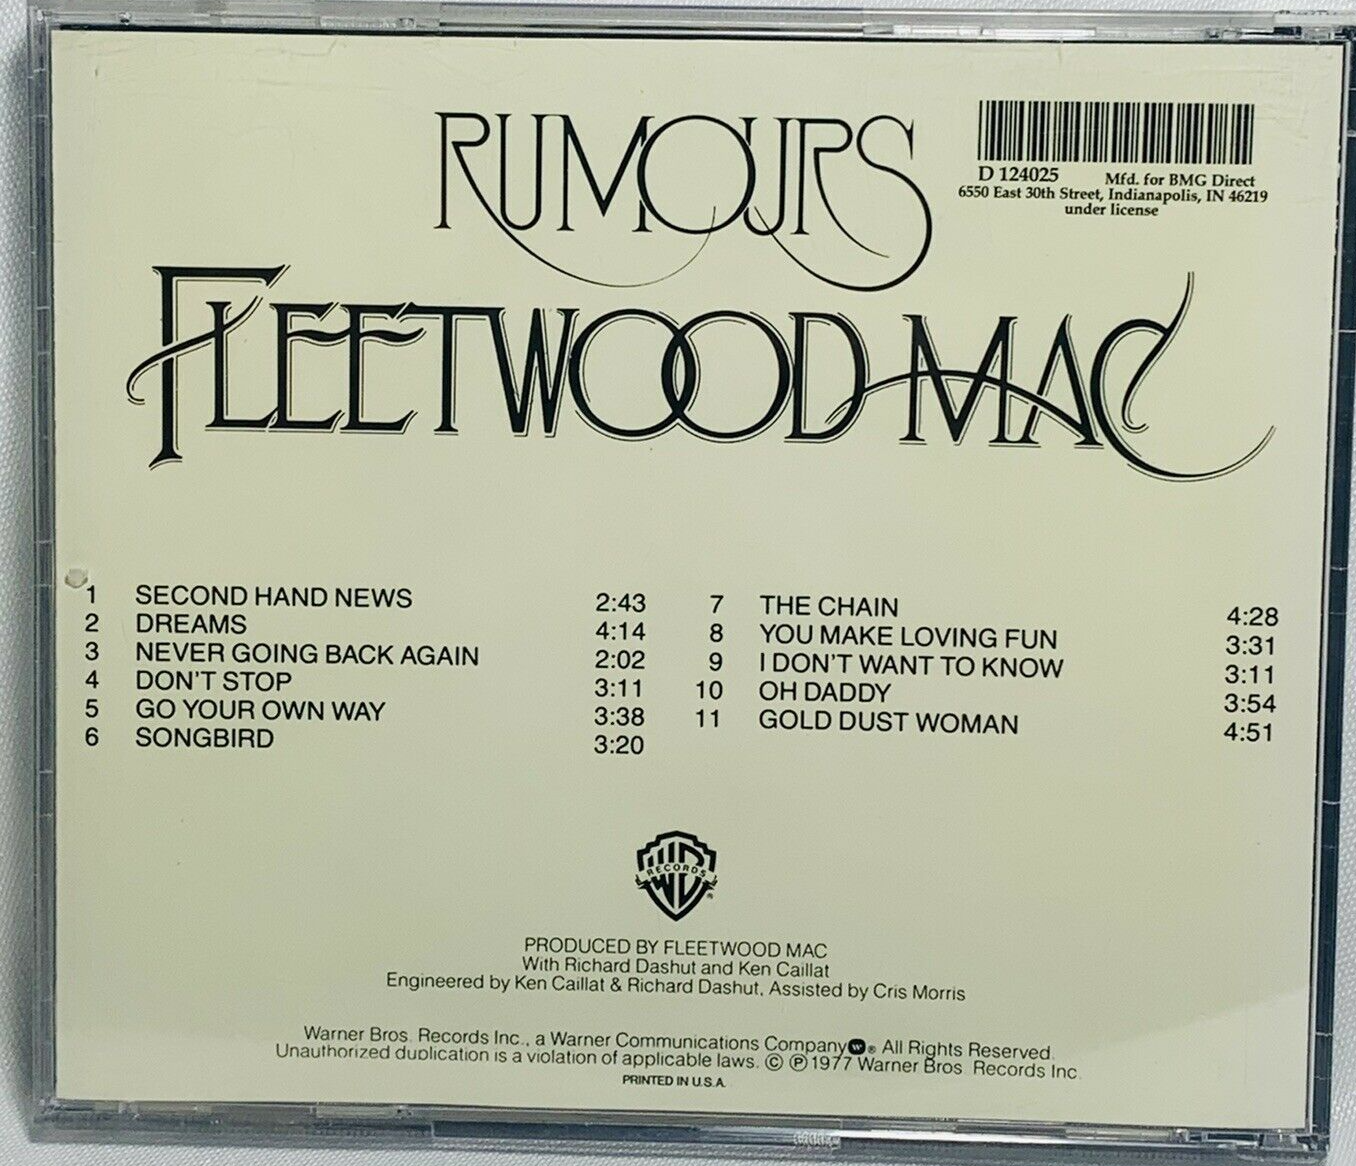 RUMOURS
D 124025 Mfd. for BMG Direct
6550 East 30th Street, Indianapolis, IN 46219
under license
FLEETWOOD MAC
1 SECOND HAND NEWS 2:43
2 DREAMS 4:14
3 NEVER GOING BACK AGAIN 2:02
4 DON'T STOP 3:11
5 GO YOUR OWN WAY 3:38
6 SONGBIRD 3:20
7 THE CHAIN 4:28
8 YOU MAKE LOVING FUN 3:31
9 I DON'T WANT TO KNOW 3:11
10 OH DADDY 3:54
11 GOLD DUST WOMAN 4:51
WB
RECORDS
®
PRODUCED BY FLEETWOOD MAC
With Richard Dashut and Ken Caillat
Engineered by Ken Caillat & Richard Dashut, Assisted by Cris Morris
Warner Bros. Records Inc., a Warner Communications Company W ® All Rights Reserved.
Unauthorized duplication is a violation of applicable laws. © ℗ 1977 Warner Bros. Records Inc.
PRINTED IN U.S.A.